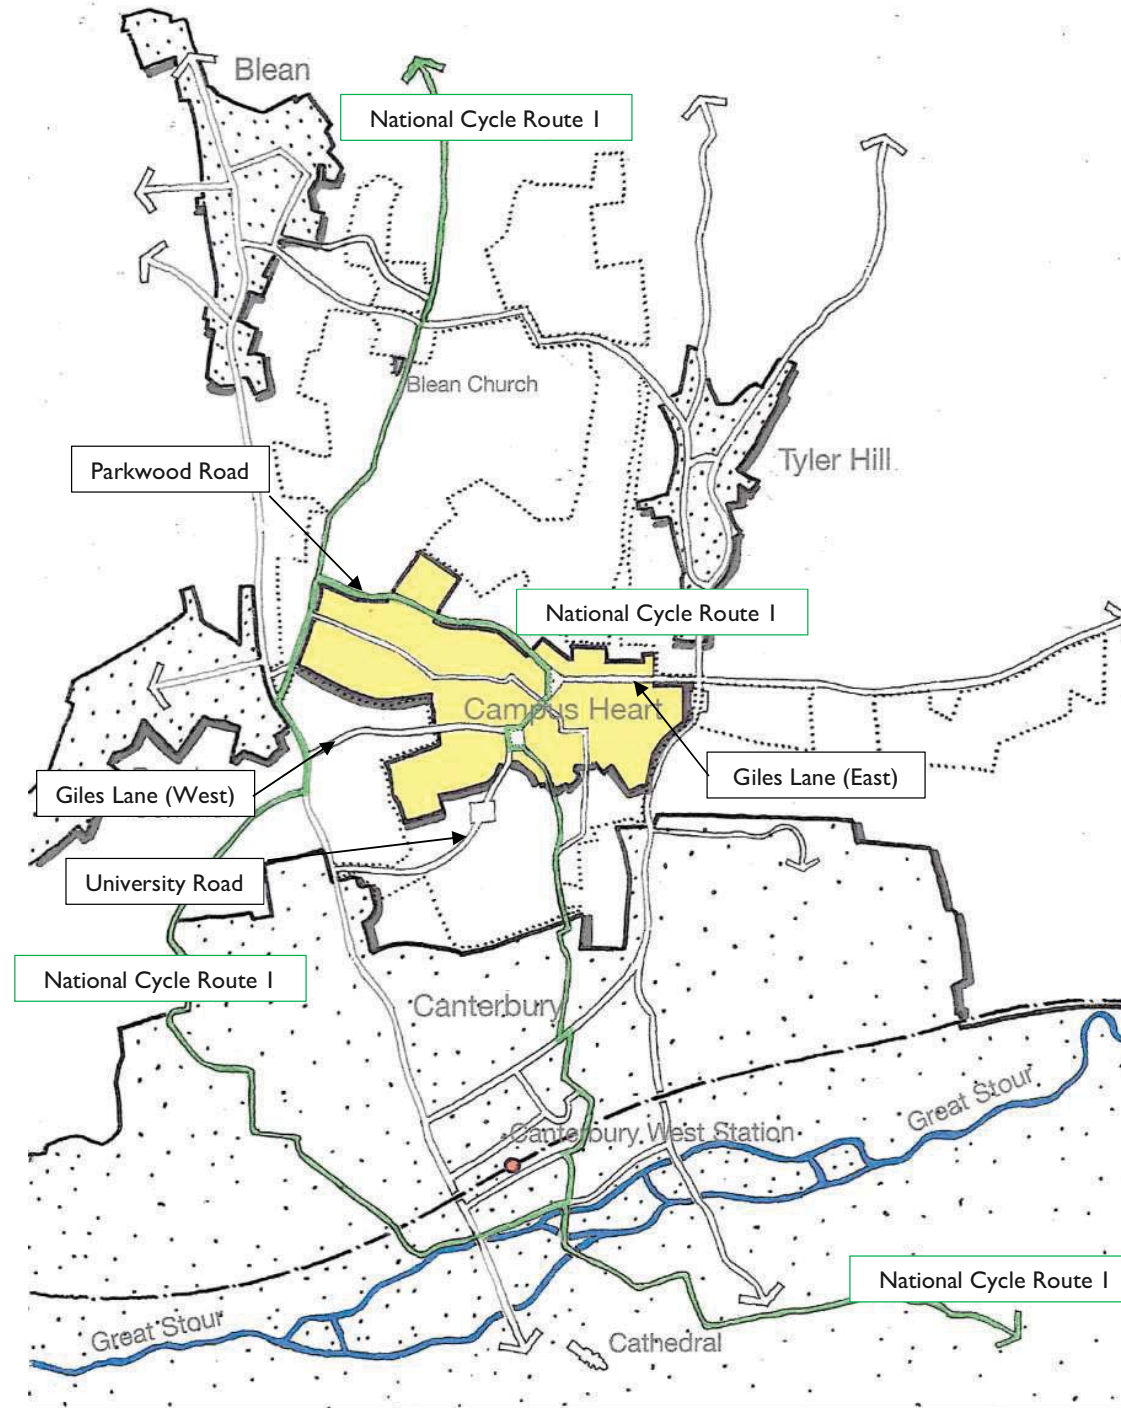 Blean
National Cycle Route 1
Blean Church
Parkwood Road
Tyler Hill
National Cycle Route 1
Campus Heart
Giles Lane (West)
Giles Lane (East)
University Road
National Cycle Route 1
Canterbury
Great Stour
Canterbury West Station
National Cycle Route 1
Great Stour
Cathedral